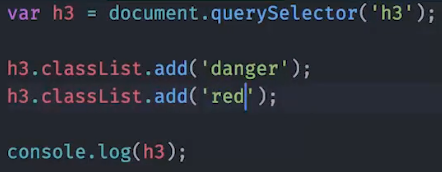 var h3 = document.querySelector('h3');
h3.classList.add('danger');
h3.classList.add('red');
console.log(h3);